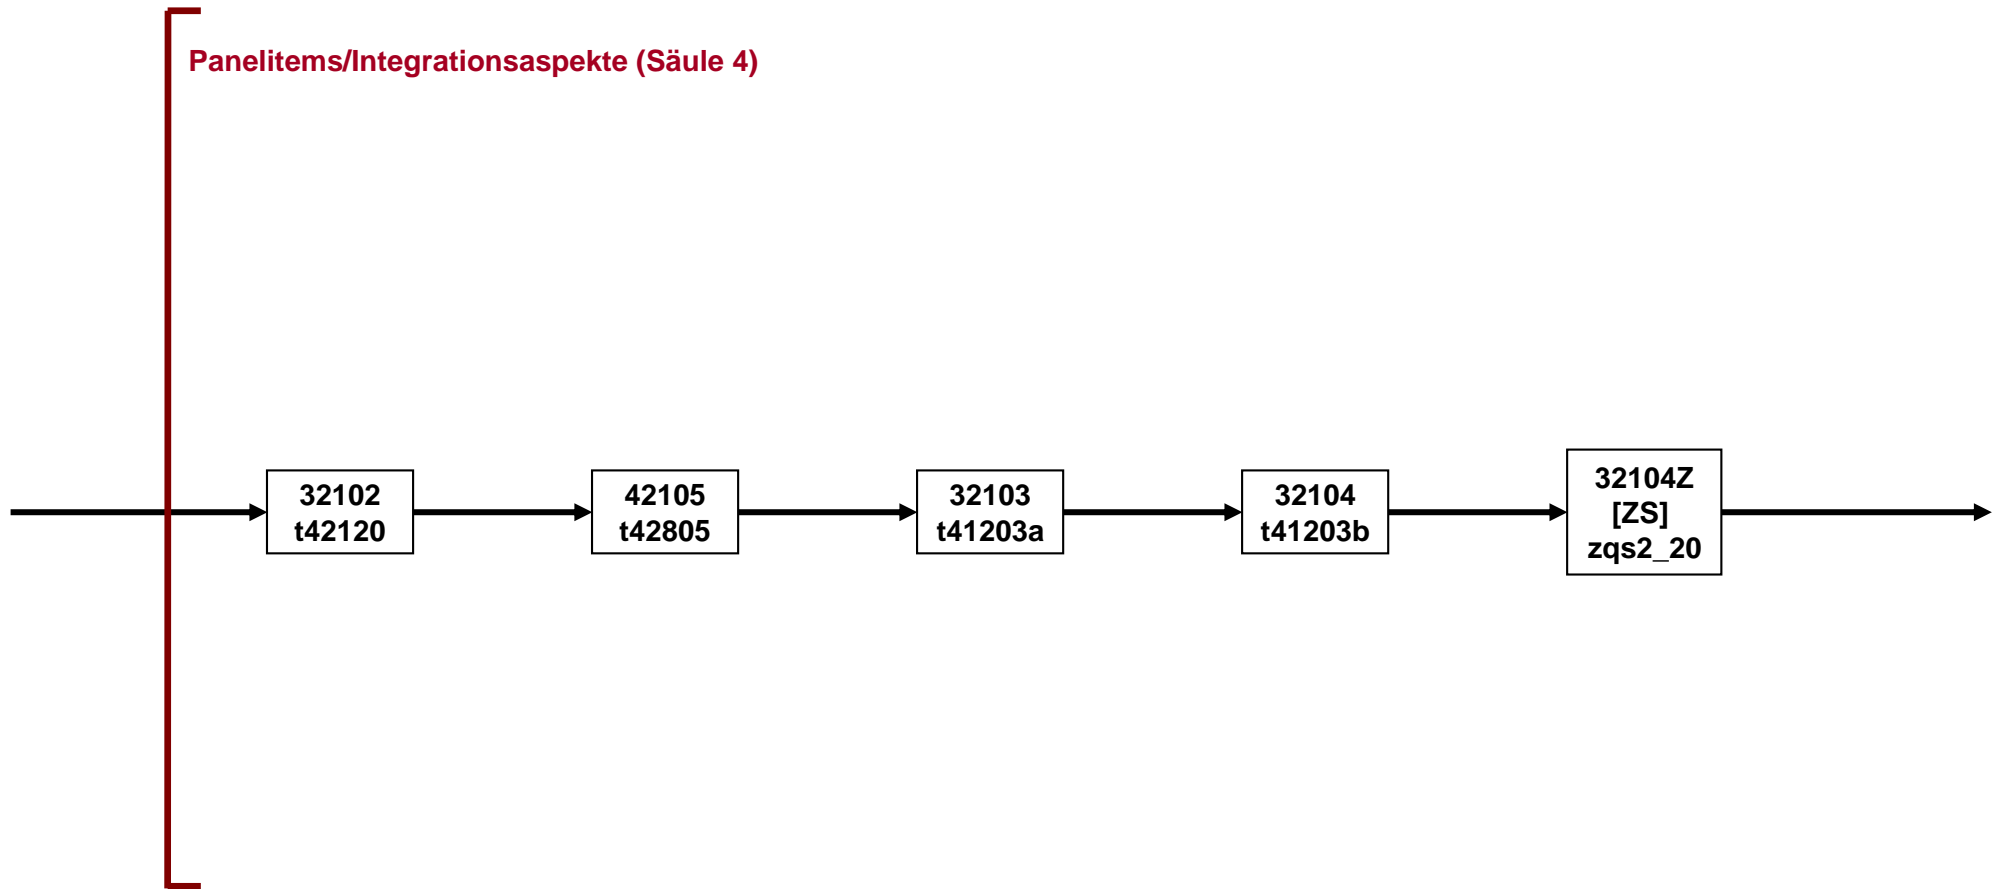 Panelitems/Integrationsaspekte (Säule 4)
32102
t42120
42105
t42805
32103
t41203a
32104
t41203b
32104Z
[ZS]
zqs2_20